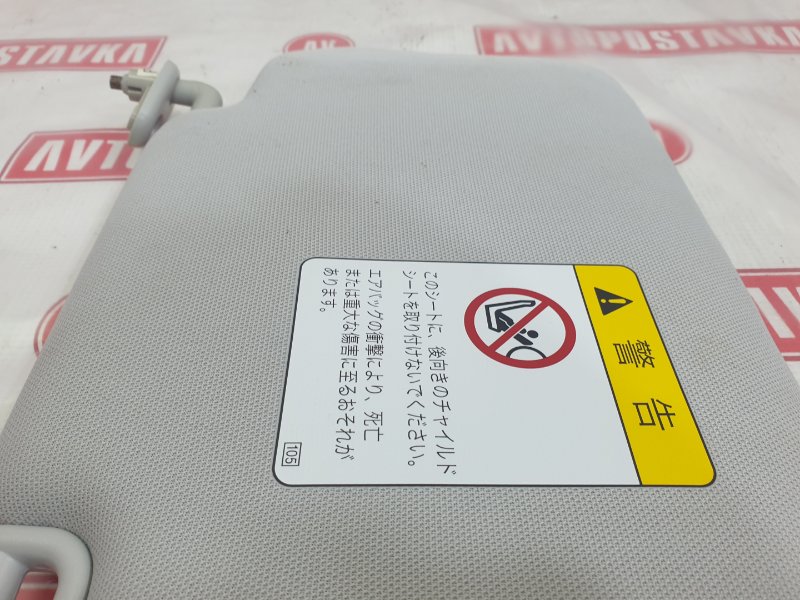 AVTOPOSTAVKA
警告
このシートに、後向きのチャイルド
シートを取り付けないでください。
エアバッグの衝撃により、死亡
または重大な傷害に至るおそれが
あります。
105